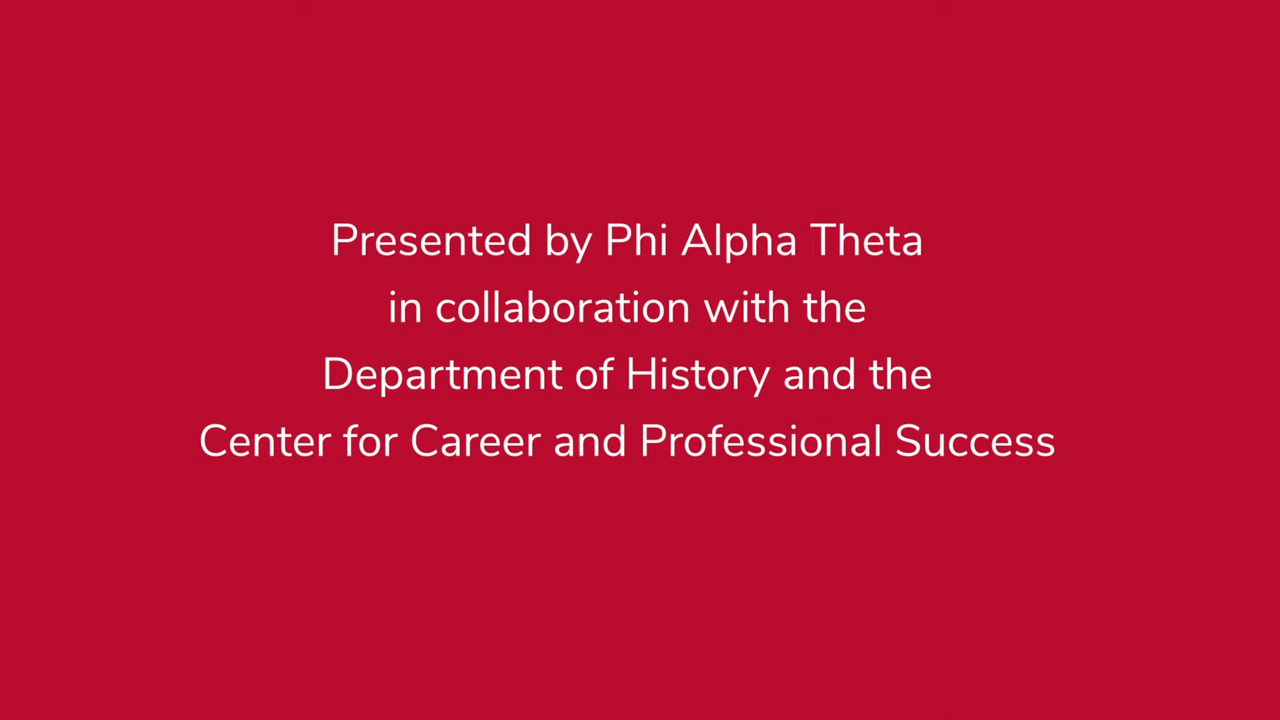 Presented by Phi Alpha Theta
in collaboration with the
Department of History and the
Center for Career and Professional Success